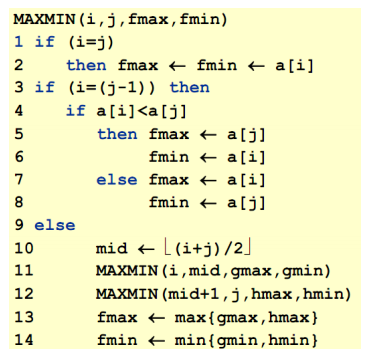 MAXMIN(i,j,fmax,fmin)
1 if (i=j)
2    then fmax ← fmin ← a[i]
3 if (i=(j-1)) then
4    if a[i]<a[j]
5       then fmax ← a[j]
6            fmin ← a[i]
7       else fmax ← a[i]
8            fmin ← a[j]
9 else
10      mid ← ⌊(i+j)/2⌋
11      MAXMIN(i,mid,gmax,gmin)
12      MAXMIN(mid+1,j,hmax,hmin)
13      fmax ← max{gmax,hmax}
14      fmin ← min{gmin,hmin}